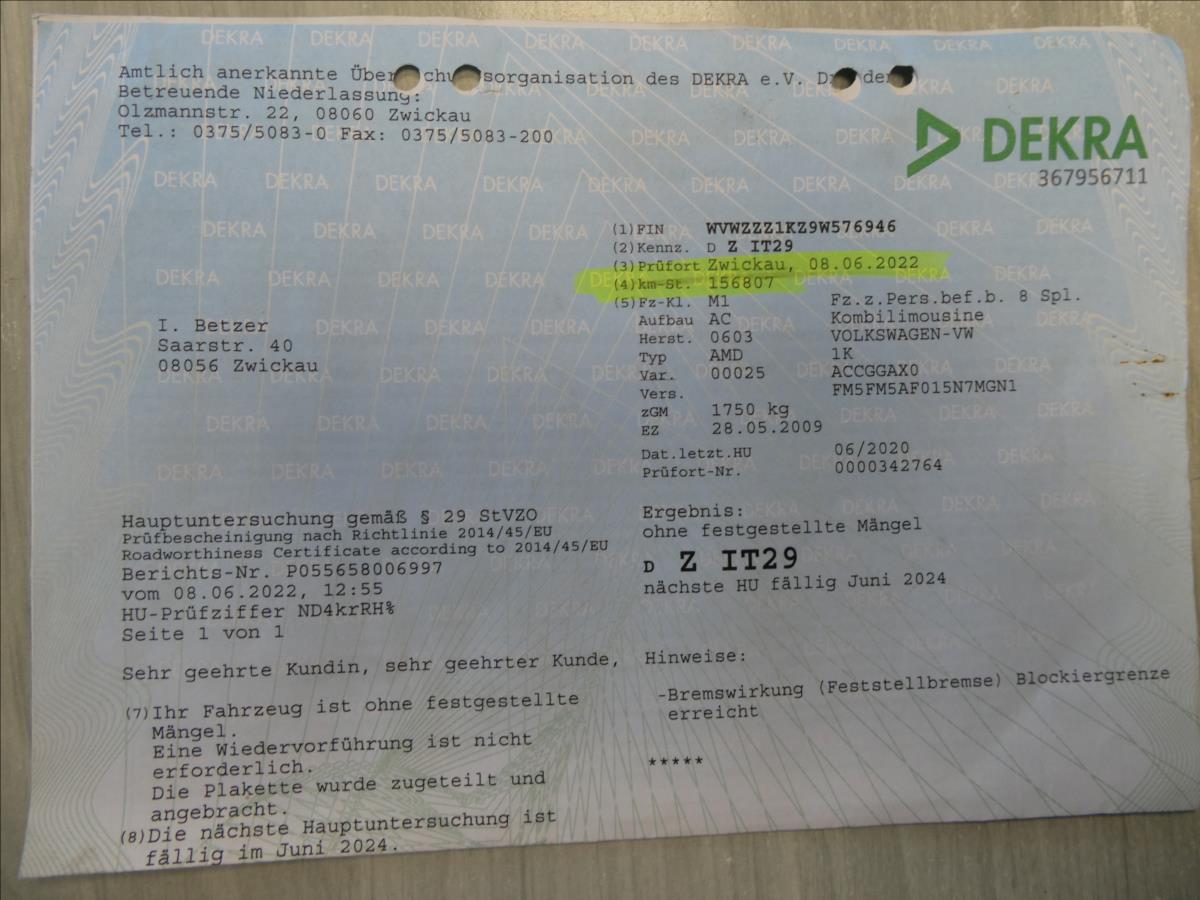 Amtlich anerkannte Über chu sorganisation des DEKRA e.V. D de
Betreuende Niederlassung:
Olzmannstr. 22, 08060 Zwickau
Tel.: 0375/5083-0 Fax: 0375/5083-200
DEKRA
367956711
(1) FIN WVWZZZ1KZ9W576946
(2) Kennz. D Z IT29
(3) Prüfort Zwickau, 08.06.2022
(4) km-St. 156807
(5) Fz-Kl. M1 Fz.z.Pers.bef.b. 8 Spl.
Aufbau AC Kombilimousine
Herst. 0603 VOLKSWAGEN-VW
Typ AMD 1K
Var. 00025 ACCGGAX0
Vers. FM5FM5AF015N7MGN1
zGM 1750 kg
EZ 28.05.2009
Dat.letzt.HU 06/2020
Prüfort-Nr. 0000342764
I. Betzer
Saarstr. 40
08056 Zwickau
Hauptuntersuchung gemäß § 29 StVZO
Prüfbescheinigung nach Richtlinie 2014/45/EU
Roadworthiness Certificate according to 2014/45/EU
Berichts-Nr. P055658006997
vom 08.06.2022, 12:55
HU-Prüfziffer ND4krRH%
Seite 1 von 1
Ergebnis:
ohne festgestellte Mängel
D Z IT29
nächste HU fällig Juni 2024
Sehr geehrte Kundin, sehr geehrter Kunde,
(7) Ihr Fahrzeug ist ohne festgestellte
Mängel.
Eine Wiedervorführung ist nicht
erforderlich.
Die Plakette wurde zugeteilt und
angebracht.
(8) Die nächste Hauptuntersuchung ist
fällig im Juni 2024.
Hinweise:
-Bremswirkung (Feststellbremse) Blockiergrenze
erreicht
*****